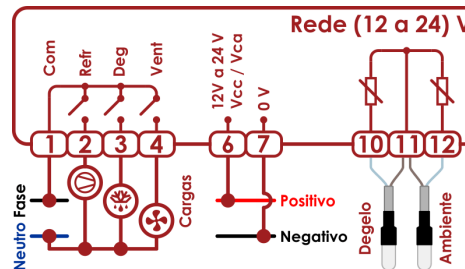 Rede (12 a 24) V
Com
Refr
Deg
Vent
12V a 24V
Vcc / Vca
0 V
1
2
3
4
6
7
10
11
12
Fase
Neutro
Cargas
Positivo
Negativo
Degelo
Ambiente